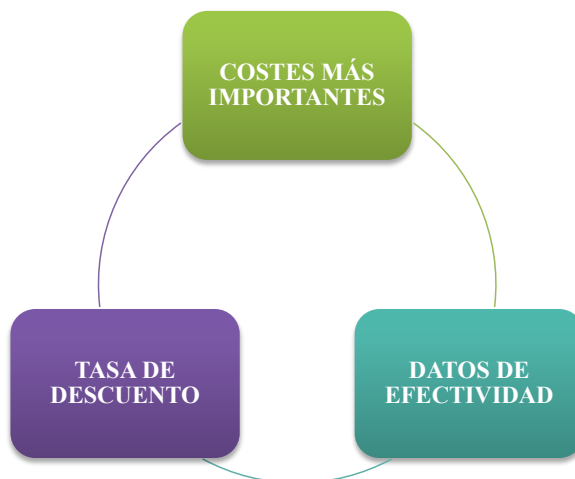 COSTES MÁS
IMPORTANTES
TASA DE
DESCUENTO
DATOS DE
EFECTIVIDAD